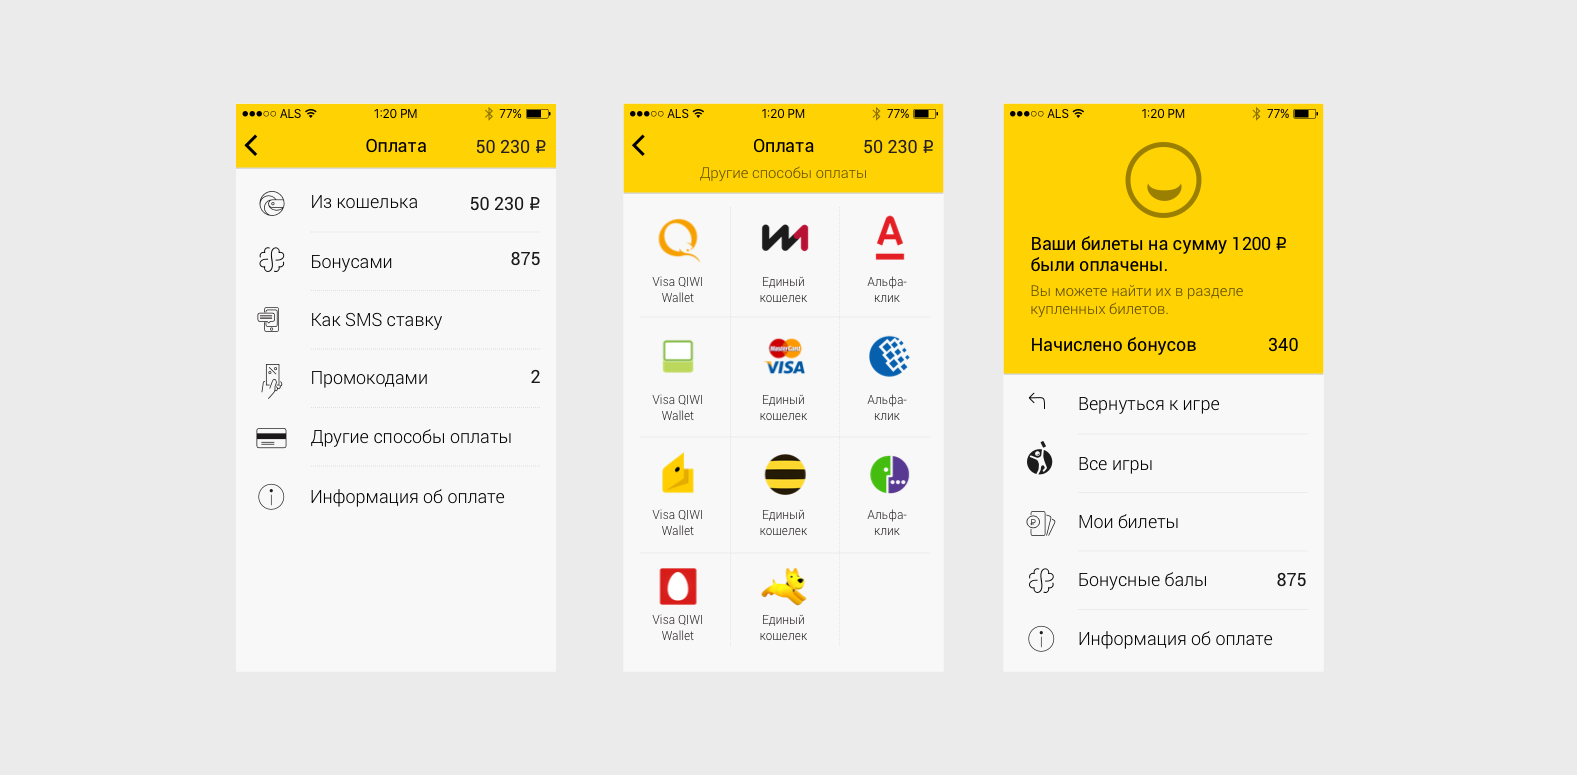 ALS 1:20 PM 77%
Оплата 50 230 ₽
Из кошелька 50 230 ₽
Бонусами 875
Как SMS ставку
Промокодами 2
Другие способы оплаты
Информация об оплате
ALS 1:20 PM 77%
Оплата 50 230 ₽
Другие способы оплаты
Visa QIWI
Wallet
Единый
кошелек
Альфа-
клик
MasterCard
VISA
Visa QIWI
Wallet
Единый
кошелек
Альфа-
клик
Visa QIWI
Wallet
Единый
кошелек
Альфа-
клик
Visa QIWI
Wallet
Единый
кошелек
ALS 1:20 PM 77%
Ваши билеты на сумму 1200 ₽
были оплачены.
Вы можете найти их в разделе
купленных билетов.
Начислено бонусов 340
Вернуться к игре
Все игры
₽
Мои билеты
Бонусные балы 875
Информация об оплате